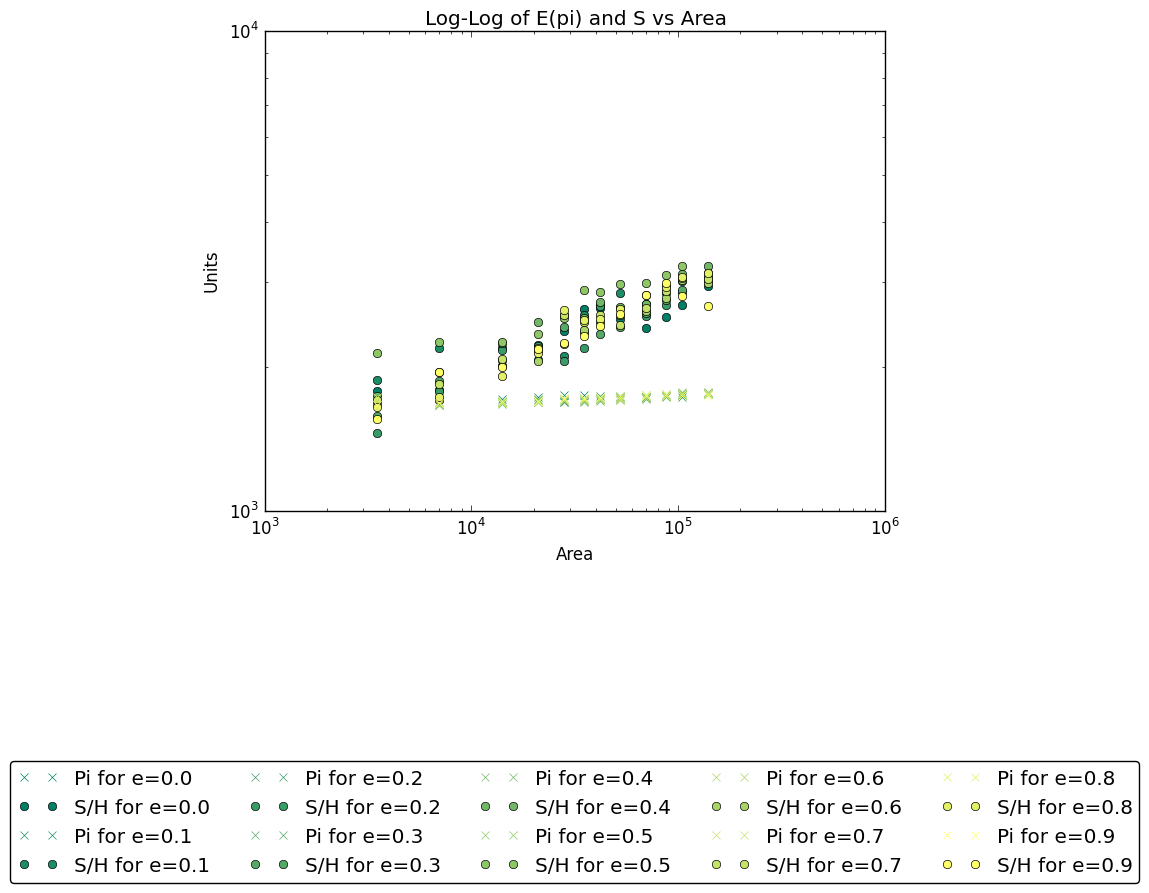 Log-Log of E(pi) and S vs Area
10^4
Units
10^3
10^3 10^4 10^5 10^6
Area
Pi for e=0.0 Pi for e=0.2 Pi for e=0.4 Pi for e=0.6 Pi for e=0.8
S/H for e=0.0 S/H for e=0.2 S/H for e=0.4 S/H for e=0.6 S/H for e=0.8
Pi for e=0.1 Pi for e=0.3 Pi for e=0.5 Pi for e=0.7 Pi for e=0.9
S/H for e=0.1 S/H for e=0.3 S/H for e=0.5 S/H for e=0.7 S/H for e=0.9